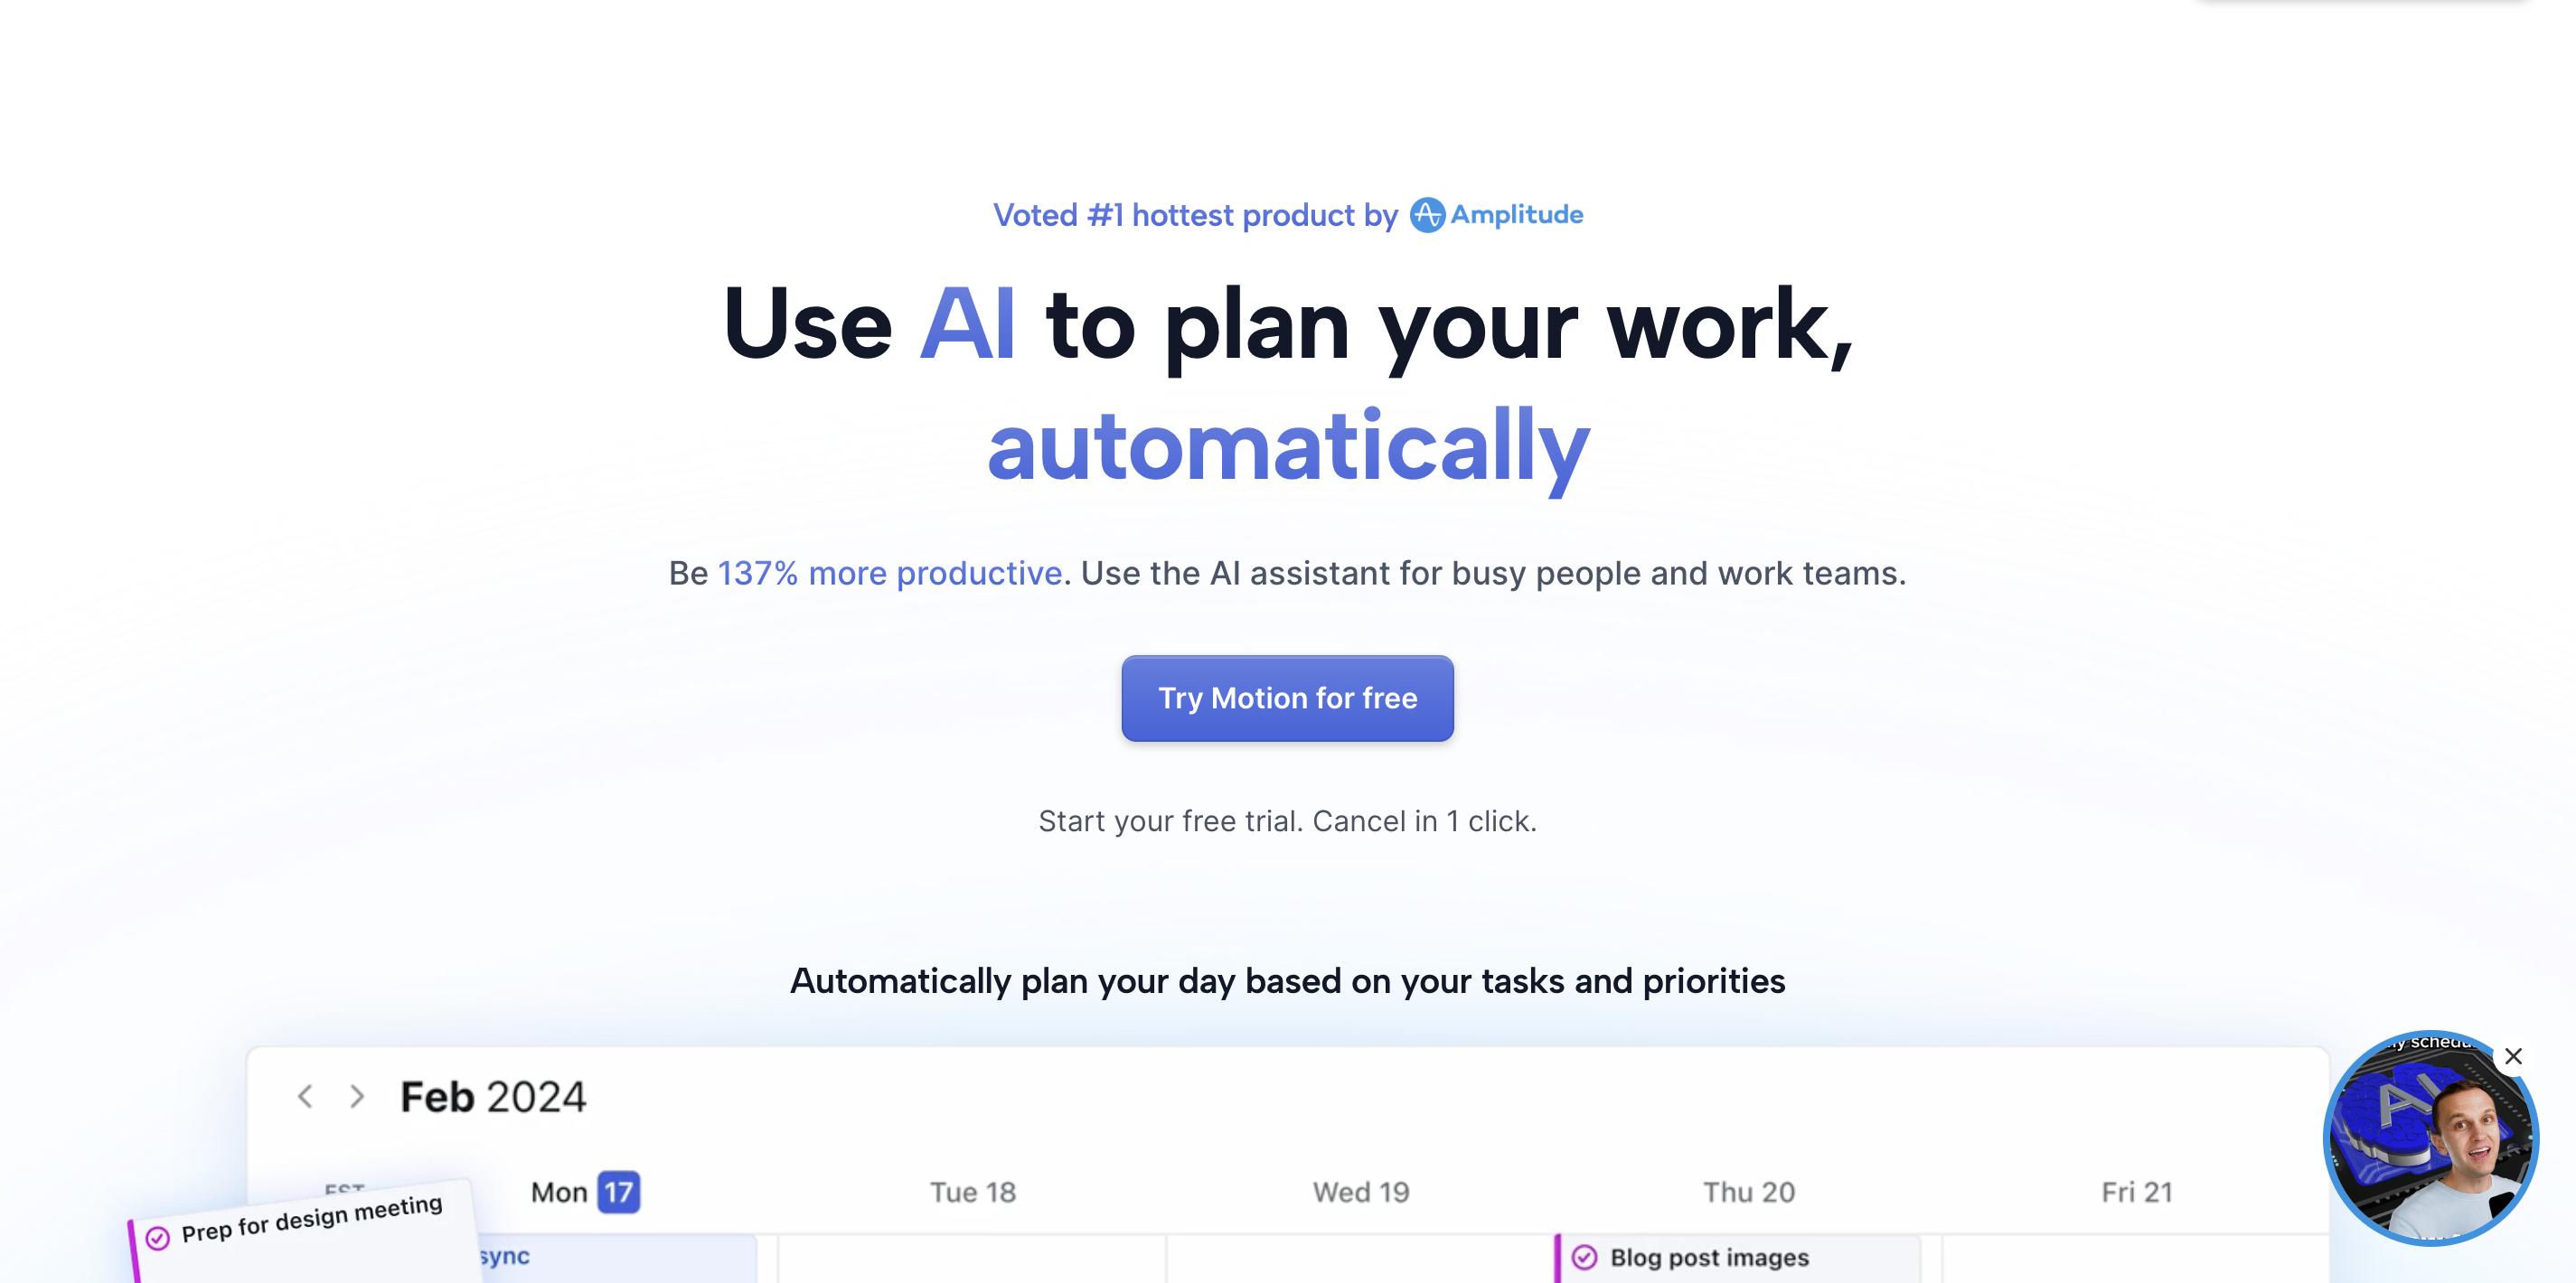 Voted #1 hottest product by Amplitude
Use AI to plan your work,
automatically
Be 137% more productive. Use the AI assistant for busy people and work teams.
Try Motion for free
Start your free trial. Cancel in 1 click.
Automatically plan your day based on your tasks and priorities
Feb 2024
EST
Mon 17 Tue 18 Wed 19 Thu 20 Fri 21
Prep for design meeting
sync
Blog post images
AI